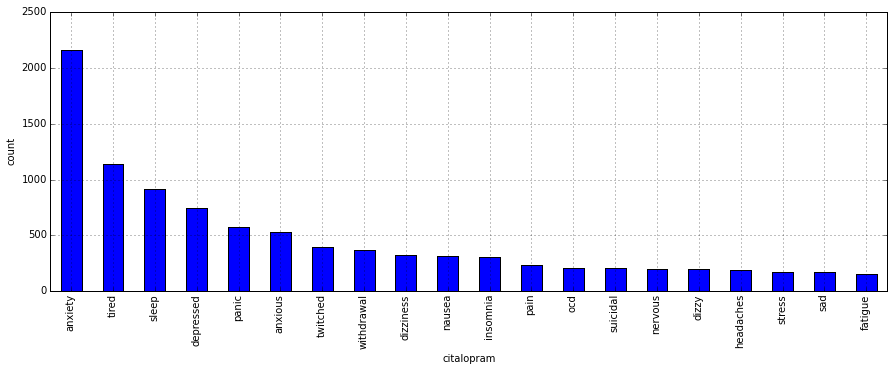 2500
2000
1500
1000
500
0
count
anxiety
tired
sleep
depressed
panic
anxious
twitched
withdrawal
dizziness
nausea
insomnia
pain
ocd
suicidal
nervous
dizzy
headaches
stress
sad
fatigue
citalopram